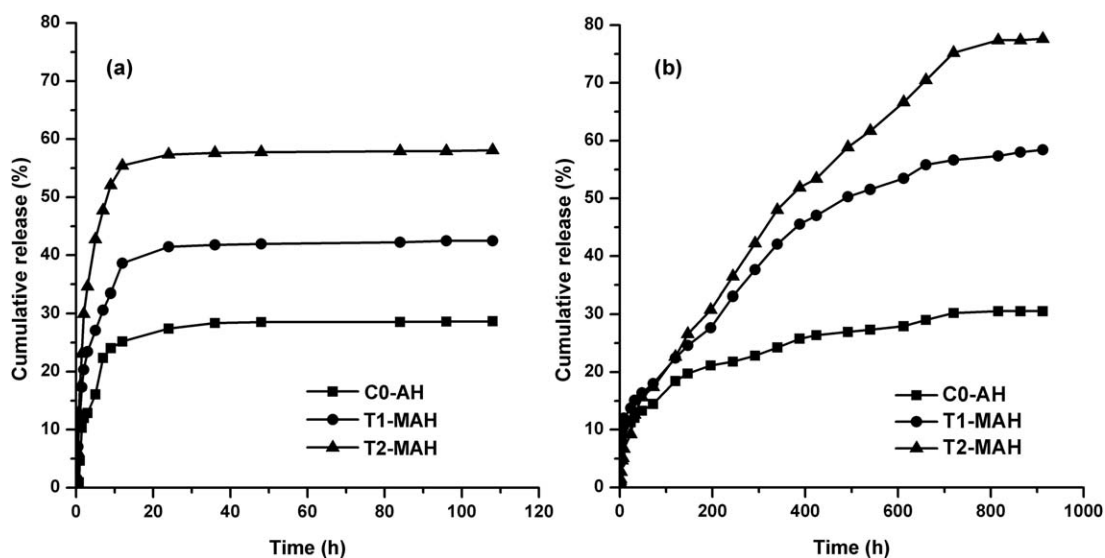 80
70
60
50
40
30
20
10
0
Cumulative release (%)
(a)
C0-AH
T1-MAH
T2-MAH
0 20 40 60 80 100 120
Time (h)
80
70
60
50
40
30
20
10
0
Cumulative release (%)
(b)
C0-AH
T1-MAH
T2-MAH
0 200 400 600 800 1000
Time (h)